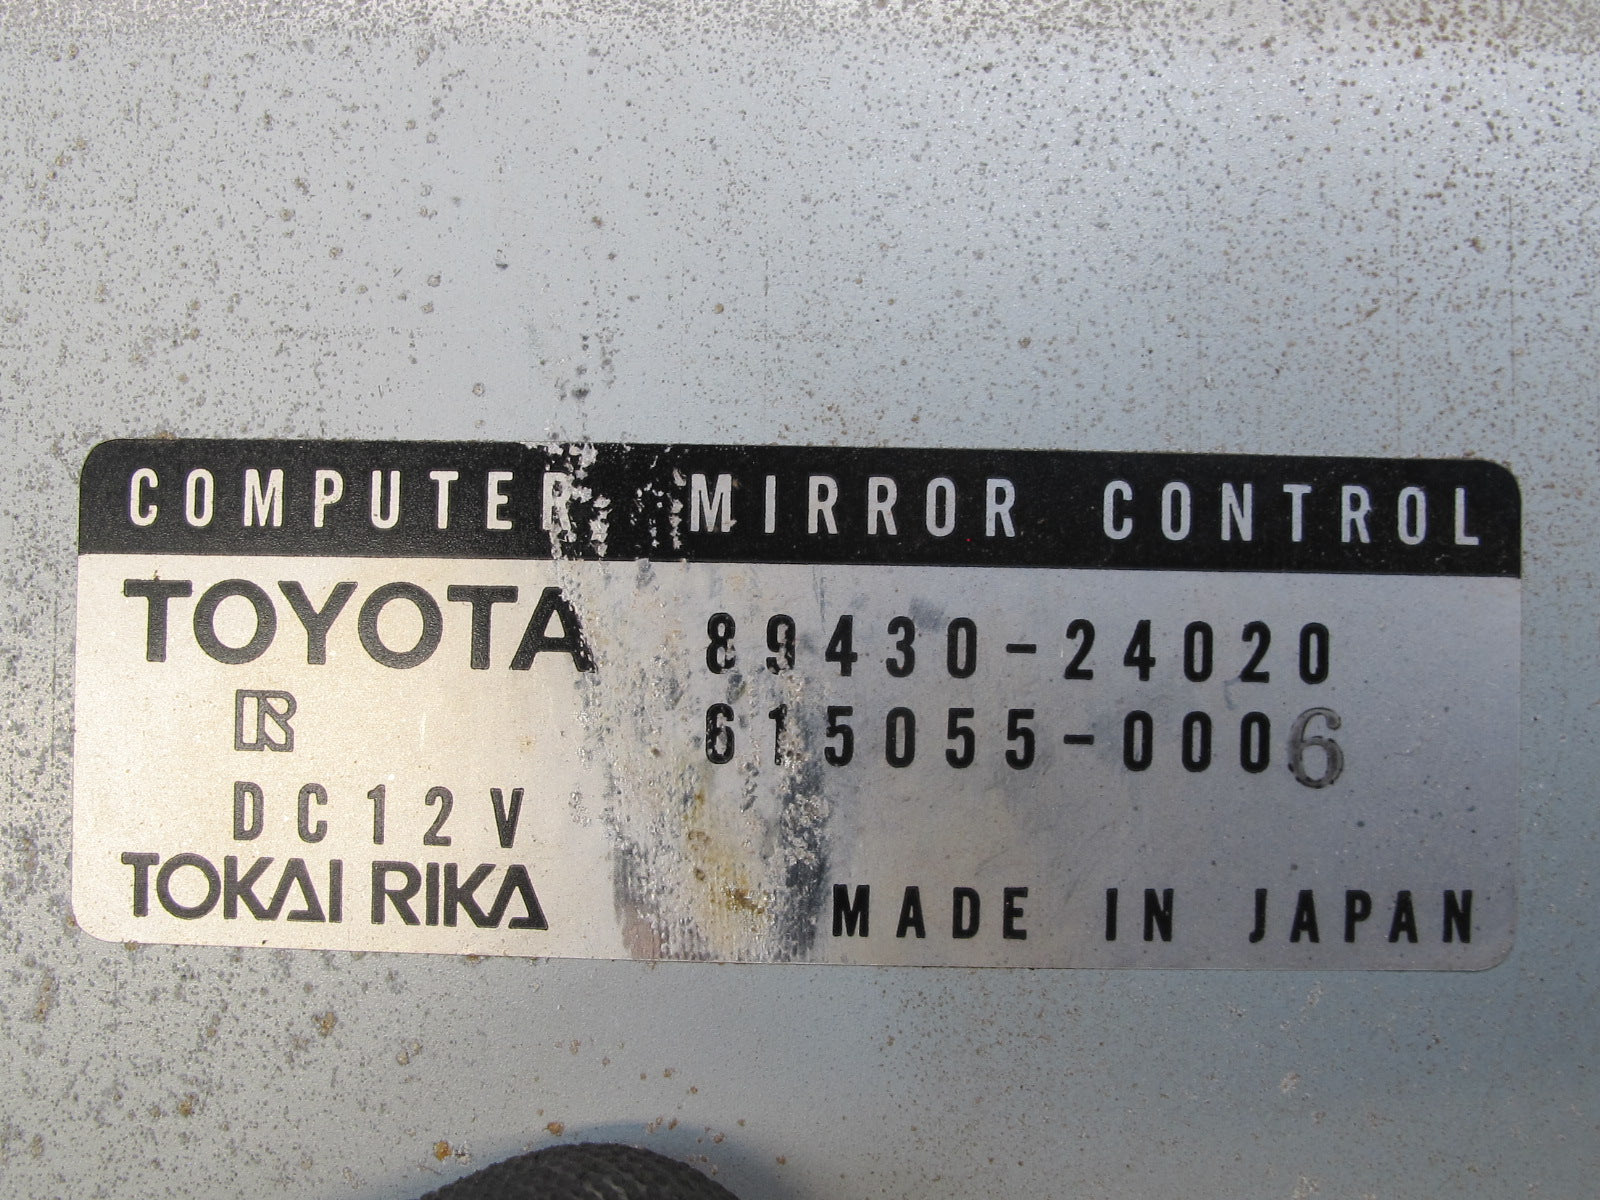 COMPUTER MIRROR CONTROL
TOYOTA 89430-24020
R 615055-0006
DC12V
TOKAI RIKA MADE IN JAPAN